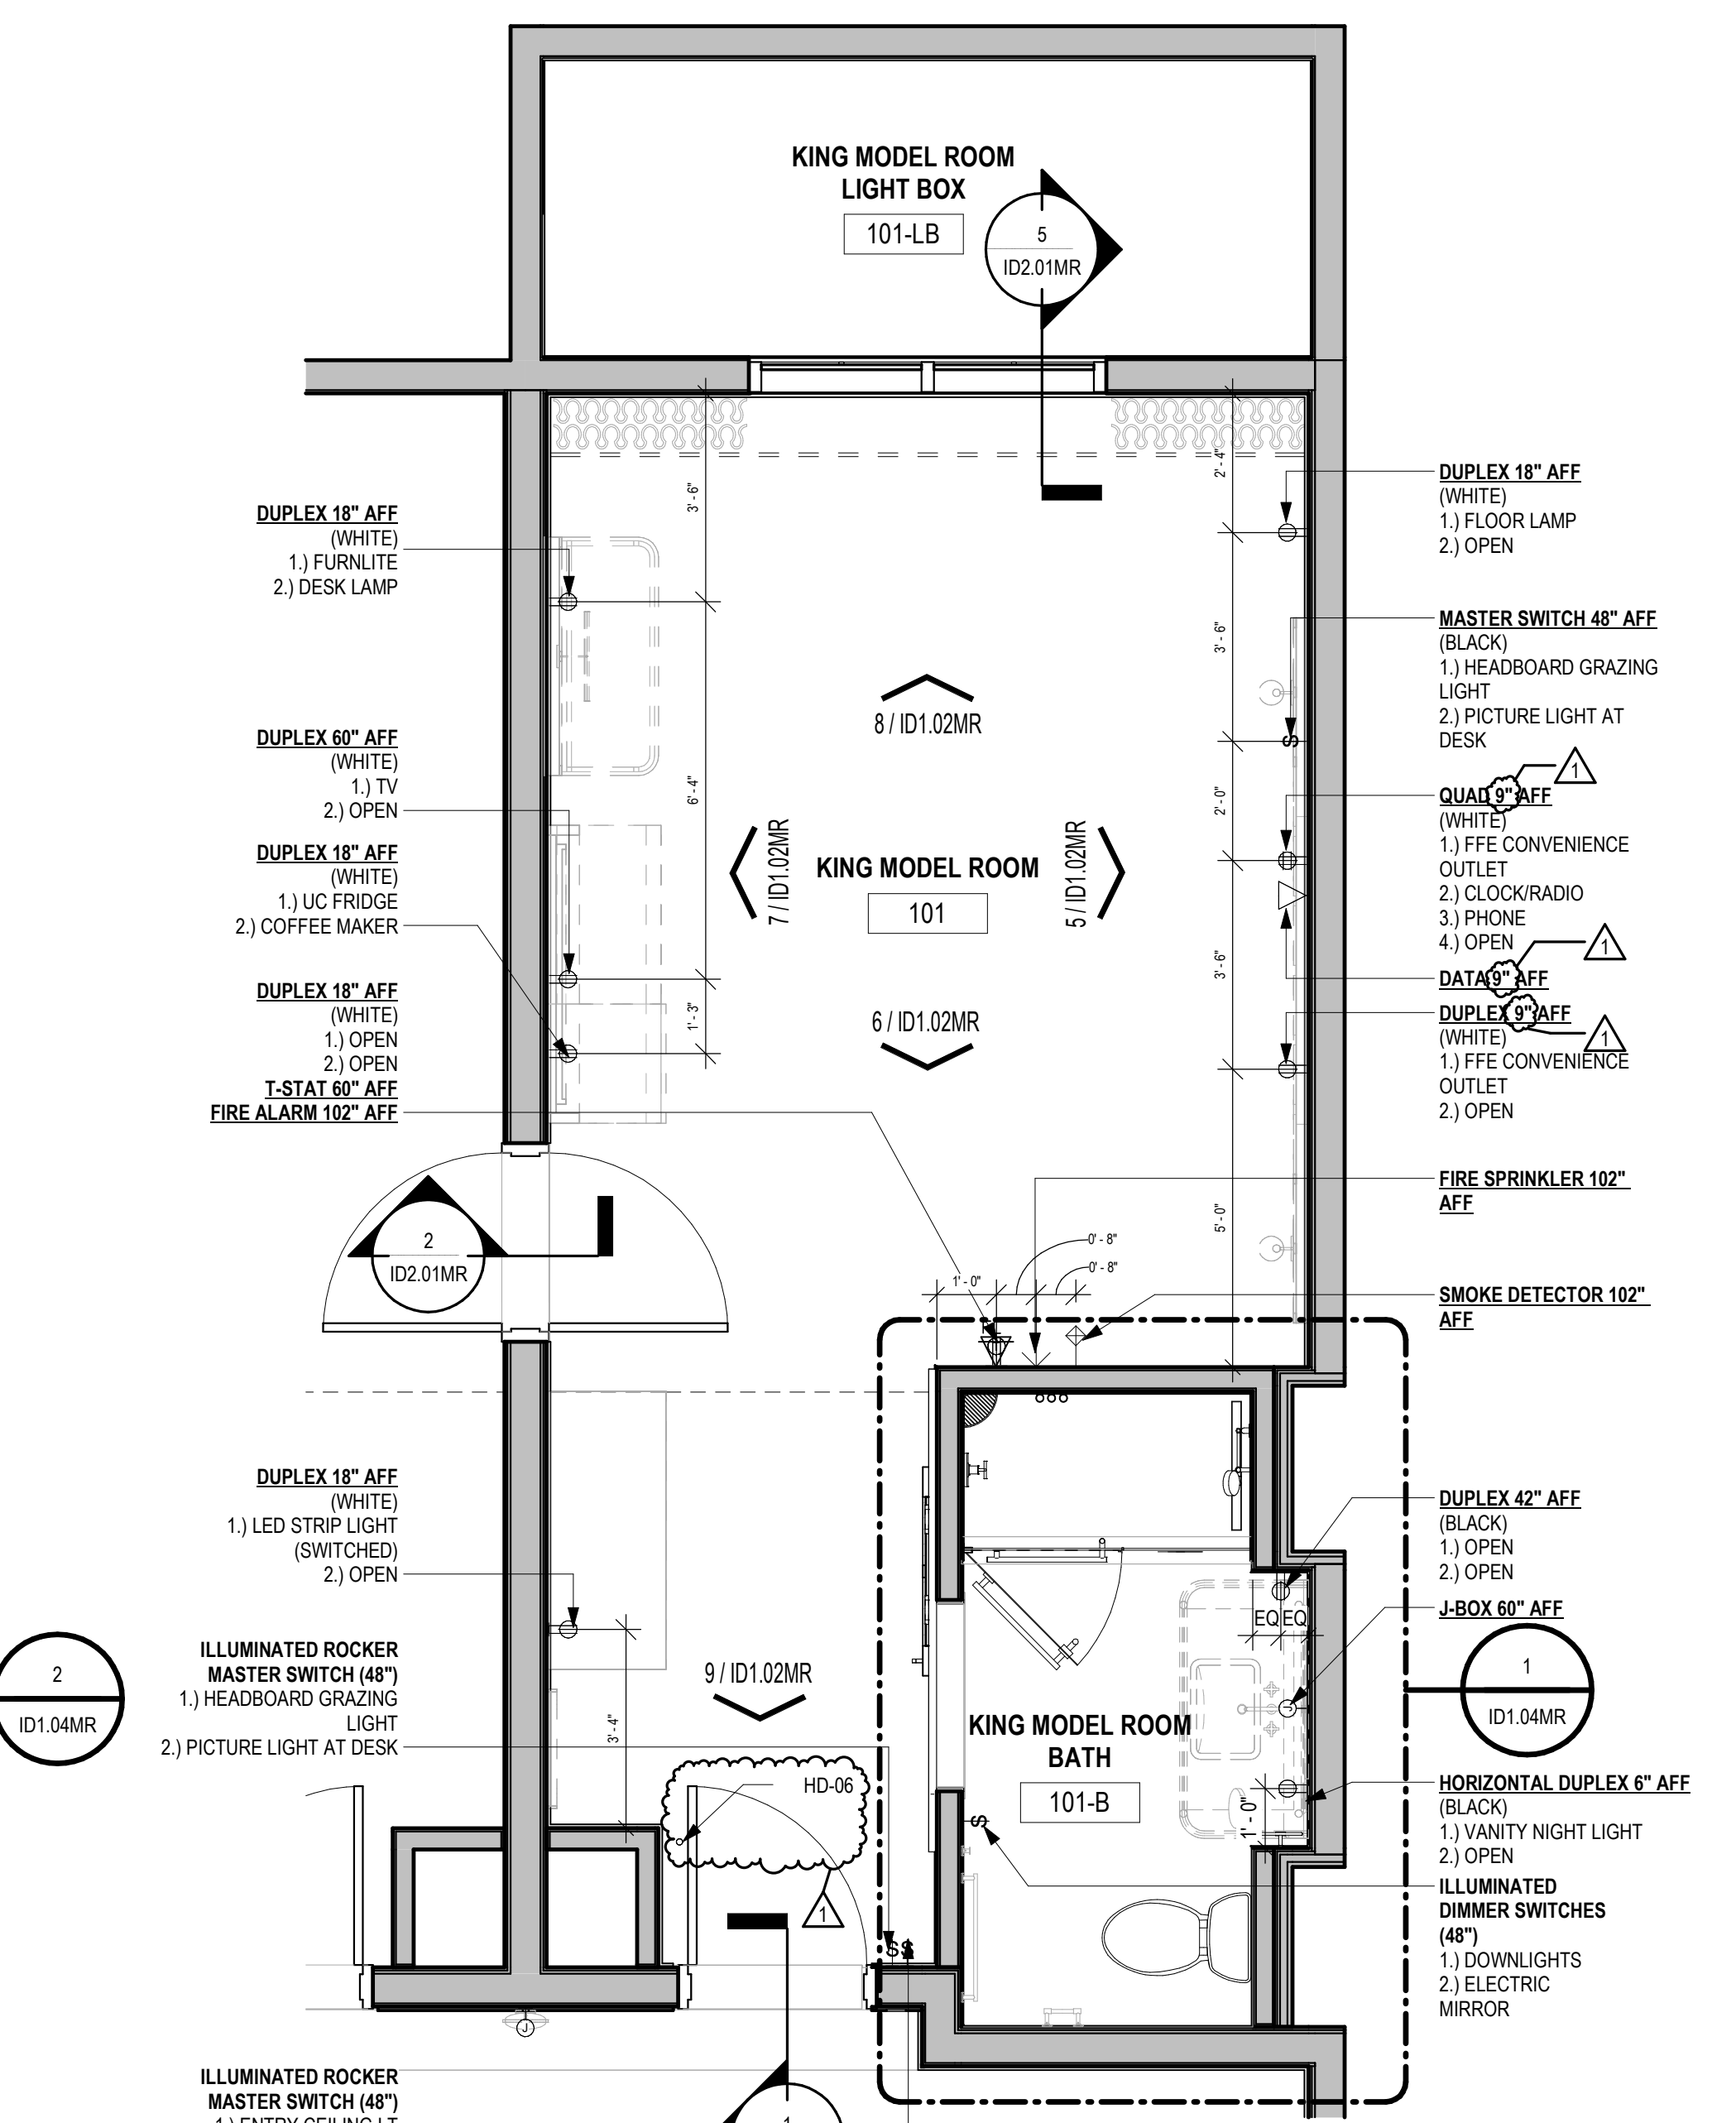 KING MODEL ROOM
LIGHT BOX
101-LB
5
ID2.01MR
DUPLEX 18" AFF
(WHITE)
1.) FURNLITE
2.) DESK LAMP
DUPLEX 60" AFF
(WHITE)
1.) TV
2.) OPEN
DUPLEX 18" AFF
(WHITE)
1.) UC FRIDGE
2.) COFFEE MAKER
DUPLEX 18" AFF
(WHITE)
1.) OPEN
2.) OPEN
T-STAT 60" AFF
FIRE ALARM 102" AFF
3' - 6"
6' - 4"
1' - 3"
8 / ID1.02MR
7 / ID1.02MR
KING MODEL ROOM
101
5 / ID1.02MR
6 / ID1.02MR
2' - 4"
3' - 6"
2' - 0"
3' - 6"
5' - 0"
S
DUPLEX 18" AFF
(WHITE)
1.) FLOOR LAMP
2.) OPEN
MASTER SWITCH 48" AFF
(BLACK)
1.) HEADBOARD GRAZING
LIGHT
2.) PICTURE LIGHT AT
DESK
1
QUAD 9" AFF
(WHITE)
1.) FFE CONVENIENCE
OUTLET
2.) CLOCK/RADIO
3.) PHONE
4.) OPEN
1
DATA 9" AFF
DUPLEX 9" AFF
(WHITE)
1
1.) FFE CONVENIENCE
OUTLET
2.) OPEN
FIRE SPRINKLER 102"
AFF
SMOKE DETECTOR 102"
AFF
2
ID2.01MR
1' - 0"
0' - 8"
0' - 8"
DUPLEX 18" AFF
(WHITE)
1.) LED STRIP LIGHT
(SWITCHED)
2.) OPEN
2
ID1.04MR
ILLUMINATED ROCKER
MASTER SWITCH (48")
1.) HEADBOARD GRAZING
LIGHT
2.) PICTURE LIGHT AT DESK
3' - 4"
9 / ID1.02MR
HD-06
1
SS
EQ EQ
J
KING MODEL ROOM
BATH
101-B
S
1' - 0"
DUPLEX 42" AFF
(BLACK)
1.) OPEN
2.) OPEN
J-BOX 60" AFF
1
ID1.04MR
HORIZONTAL DUPLEX 6" AFF
(BLACK)
1.) VANITY NIGHT LIGHT
2.) OPEN
ILLUMINATED
DIMMER SWITCHES
(48")
1.) DOWNLIGHTS
2.) ELECTRIC
MIRROR
J
ILLUMINATED ROCKER
MASTER SWITCH (48")
1.) ENTRY CEILING LT
1